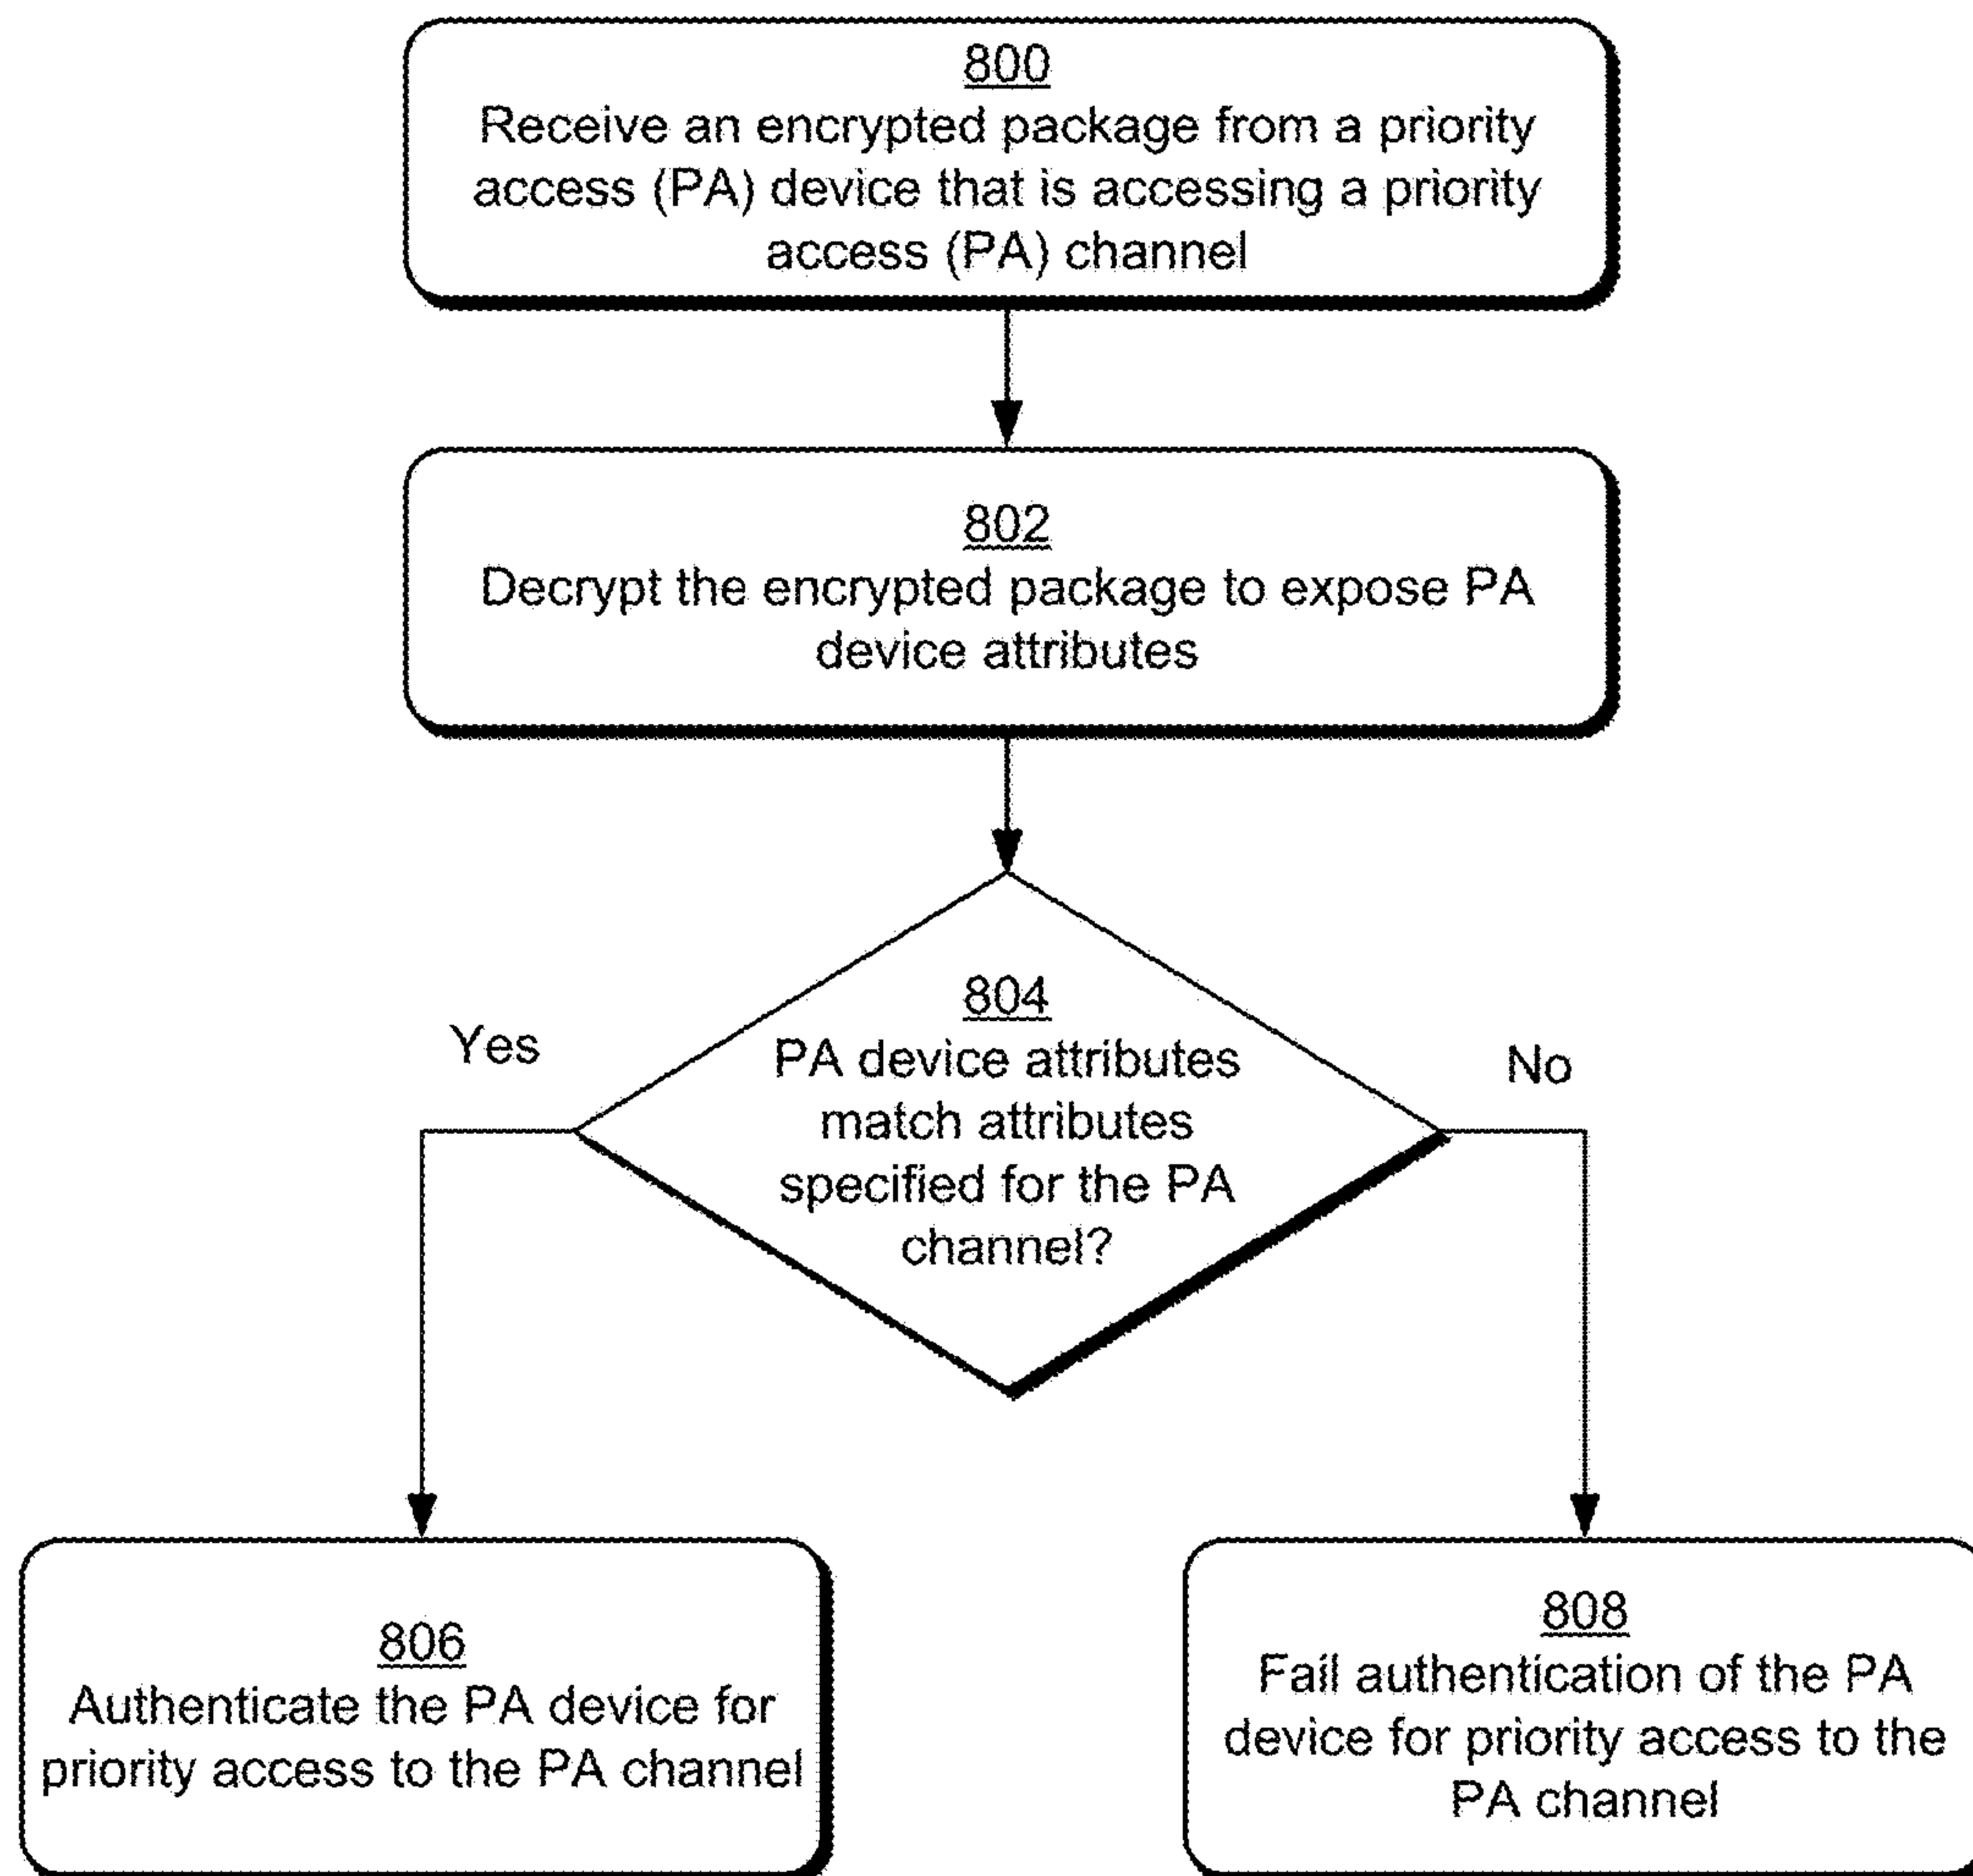 800
Receive an encrypted package from a priority
access (PA) device that is accessing a priority
access (PA) channel
802
Decrypt the encrypted package to expose PA
device attributes
804
PA device attributes
match attributes
specified for the PA
channel?
Yes
No
806
Authenticate the PA device for
priority access to the PA channel
808
Fail authentication of the PA
device for priority access to the
PA channel